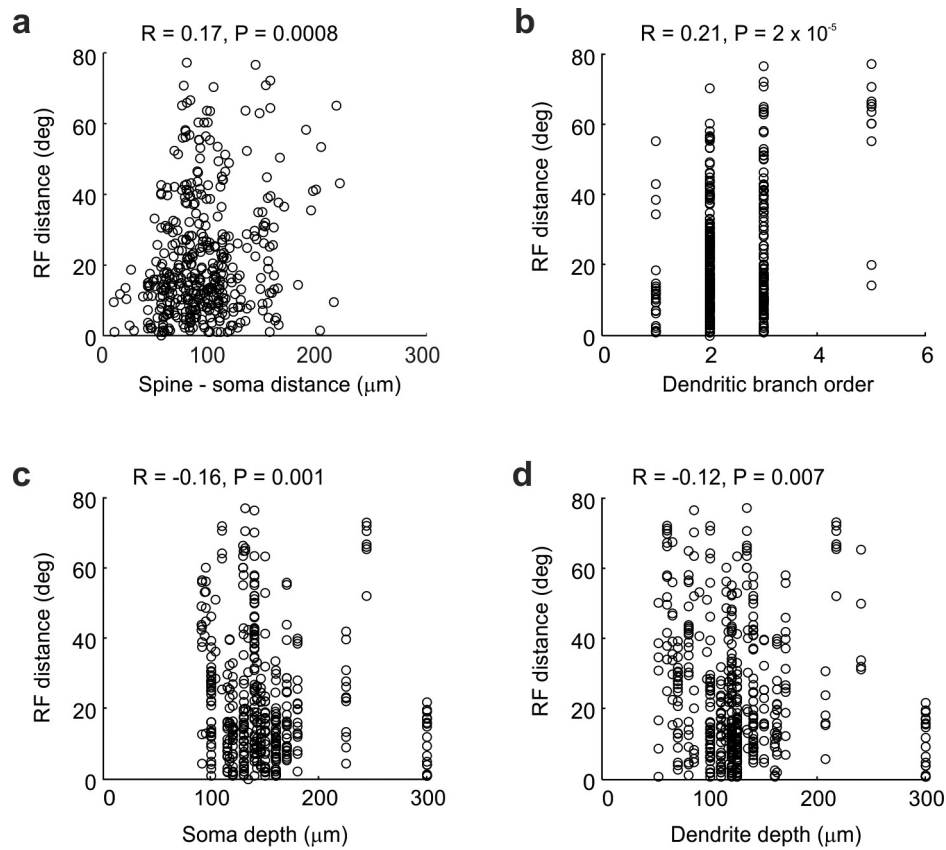 a
R = 0.17, P = 0.0008
80
60
40
20
0
RF distance (deg)
0 100 200 300
Spine - soma distance (µm)
b
R = 0.21, P = 2 x 10⁻⁵
80
60
40
20
0
RF distance (deg)
0 2 4 6
Dendritic branch order
c
R = -0.16, P = 0.001
80
60
40
20
0
RF distance (deg)
0 100 200 300
Soma depth (µm)
d
R = -0.12, P = 0.007
80
60
40
20
0
RF distance (deg)
0 100 200 300
Dendrite depth (µm)